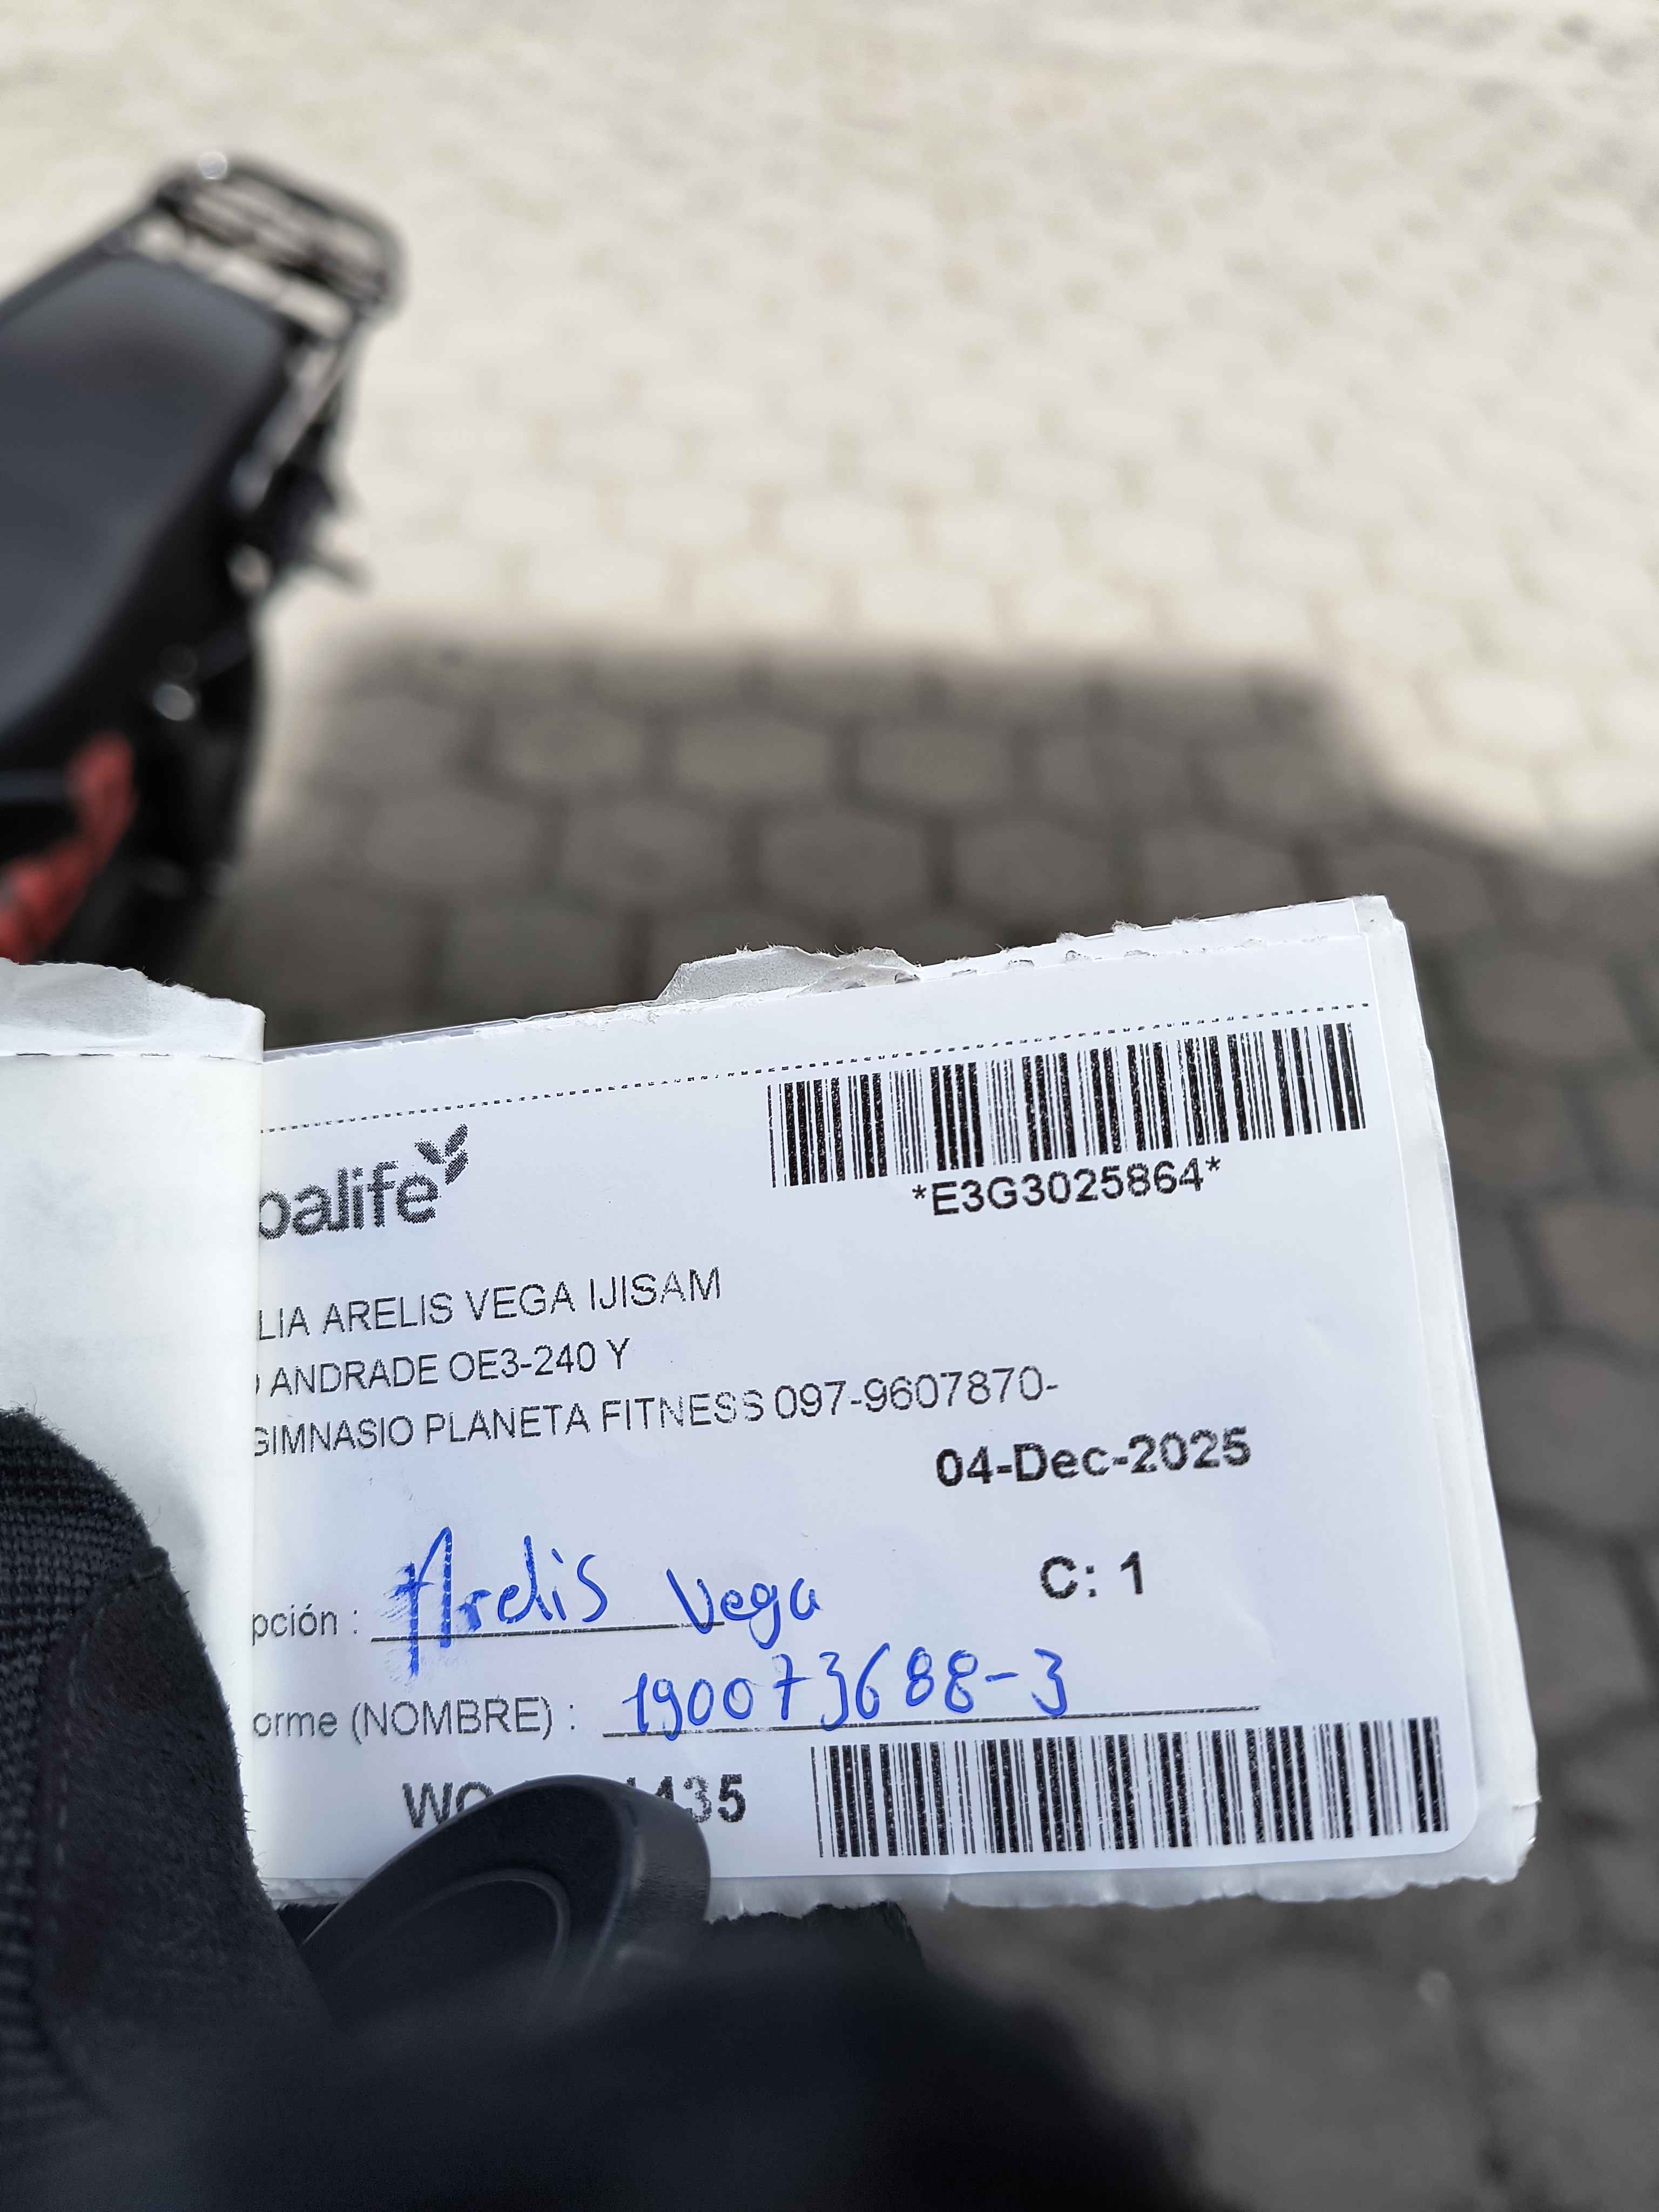 balife
*E3G3025864*
LIA ARELIS VEGA IJISAM
ANDRADE OE3-240 Y
GIMNASIO PLANETA FITNESS 097-9607870-
04-Dec-2025
C: 1
pción : Arelis Vega
orme (NOMBRE) : 190073688-3
435